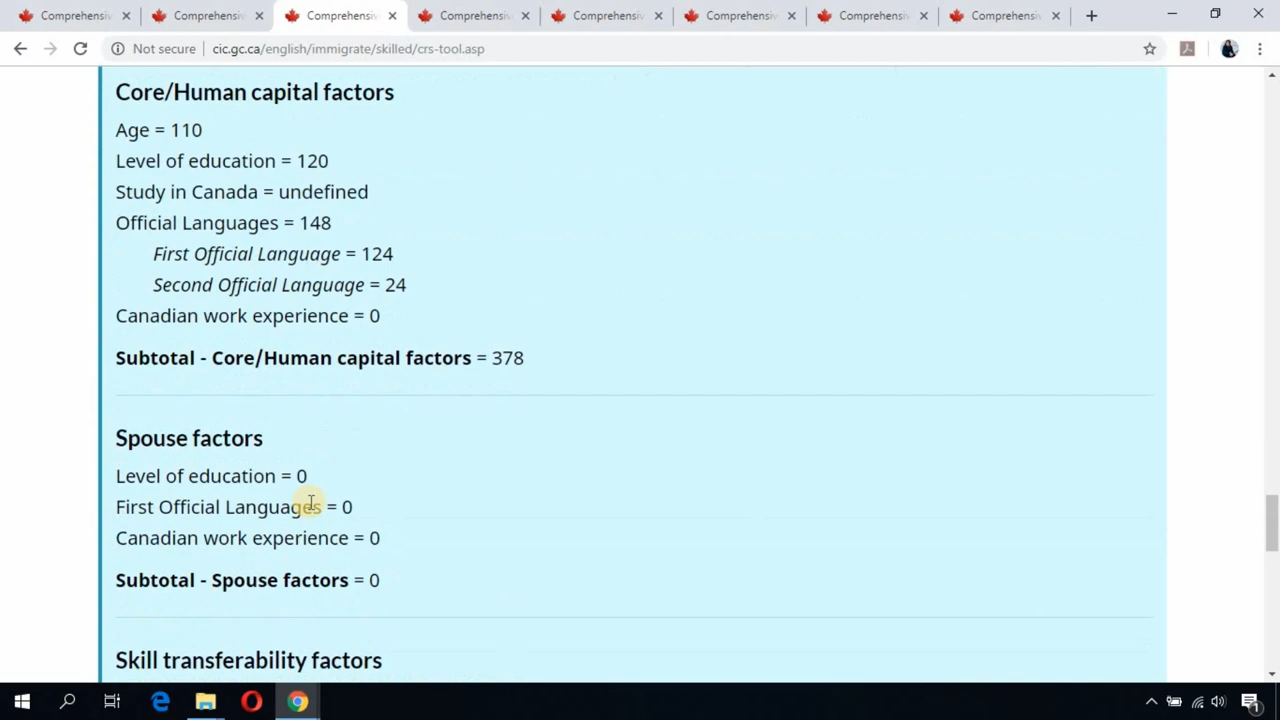 Comprehensiv
Comprehensiv
Comprehensiv
Comprehensiv
Comprehensiv
Comprehensiv
Comprehensiv
Comprehensiv
Not secure
cic.gc.ca/english/immigrate/skilled/crs-tool.asp
Core/Human capital factors
Age = 110
Level of education = 120
Study in Canada = undefined
Official Languages = 148
First Official Language = 124
Second Official Language = 24
Canadian work experience = 0
Subtotal - Core/Human capital factors = 378
Spouse factors
Level of education = 0
First Official Languages = 0
Canadian work experience = 0
Subtotal - Spouse factors = 0
Skill transferability factors
1